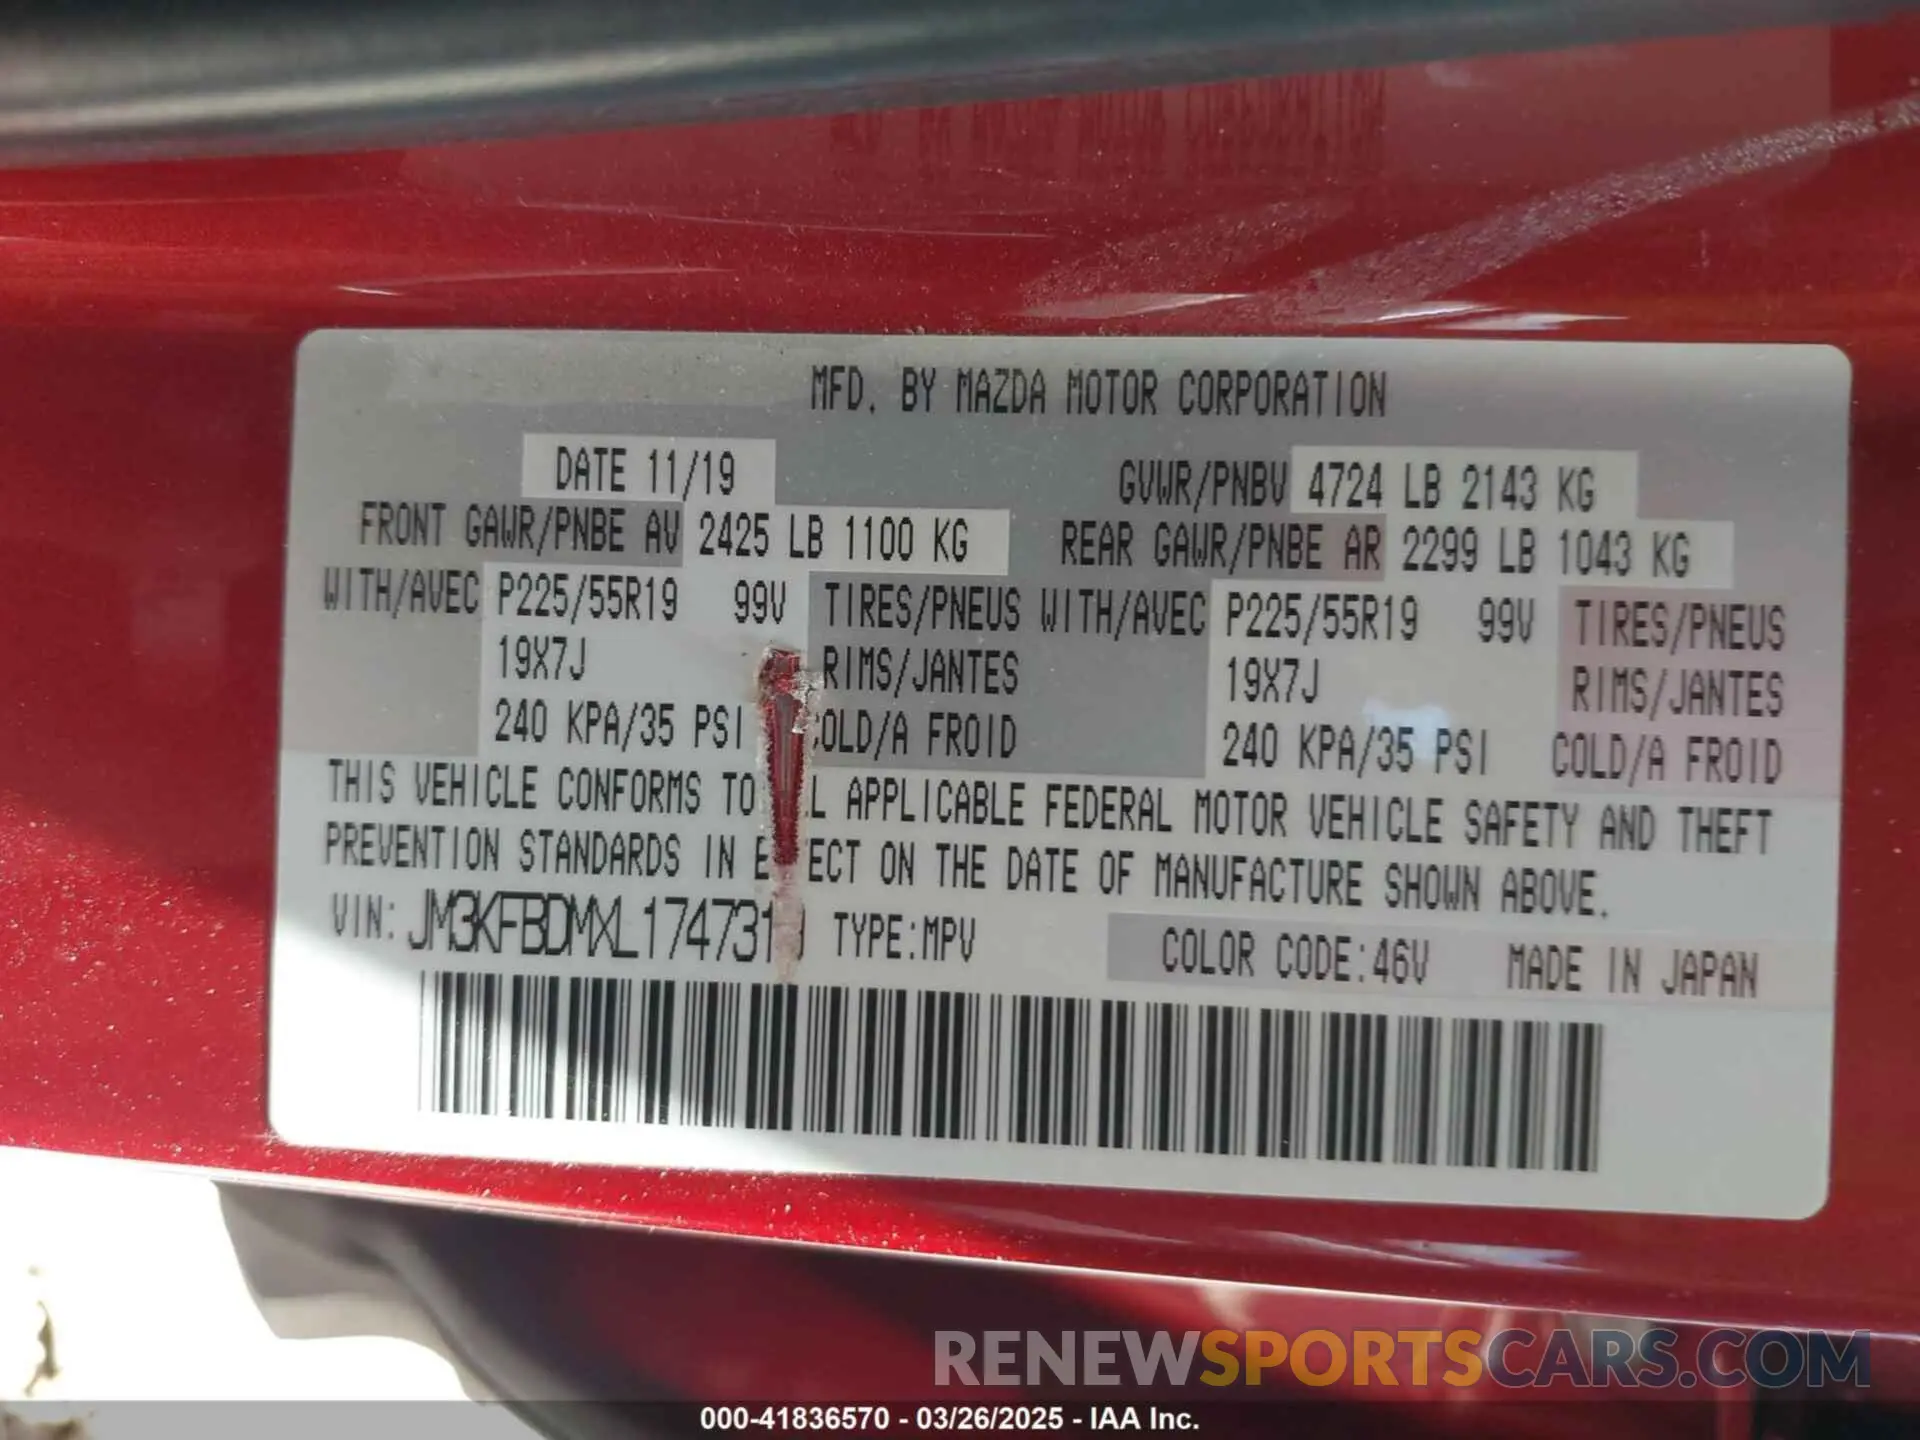 MFD. BY MAZDA MOTOR CORPORATION
DATE 11/19 GVWR/PNBV 4724 LB 2143 KG
FRONT GAWR/PNBE AV 2425 LB 1100 KG REAR GAWR/PNBE AR 2299 LB 1043 KG
WITH/AVEC P225/55R19 99V TIRES/PNEUS WITH/AVEC P225/55R19 99V TIRES/PNEUS
19X7J RIMS/JANTES 19X7J RIMS/JANTES
240 KPA/35 PSI COLD/A FROID 240 KPA/35 PSI COLD/A FROID
THIS VEHICLE CONFORMS TO APPLICABLE FEDERAL MOTOR VEHICLE SAFETY AND THEFT
PREVENTION STANDARDS IN ON THE DATE OF MANUFACTURE SHOWN ABOVE.
VIN: TYPE:MPV COLOR CODE:46V MADE IN JAPAN
RENEWSPORTSCARS.COM
000-41836570 - 03/26/2025 - IAA Inc.